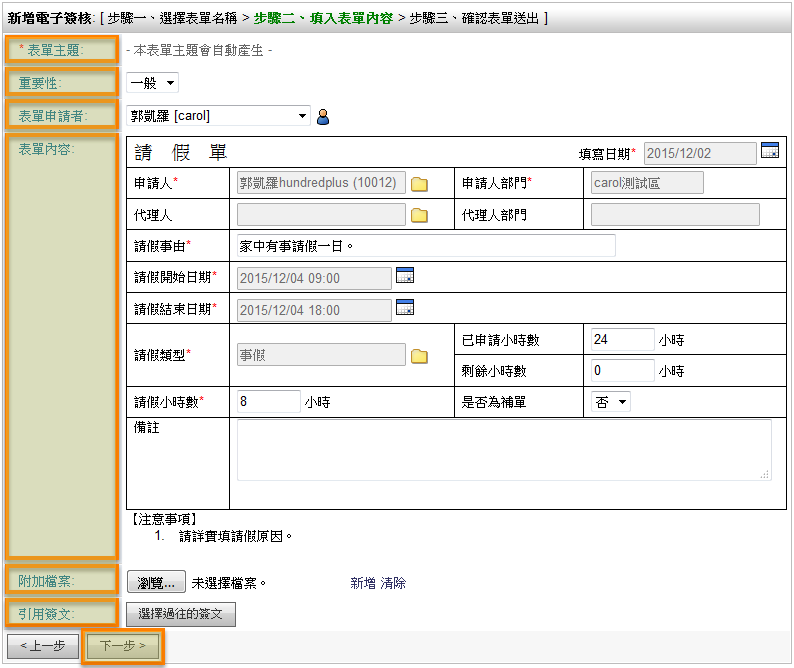 新增電子簽核: [ 步驟一、選擇表單名稱 > 步驟二、填入表單內容 > 步驟三、確認表單送出 ]
* 表單主題: - 本表單主題會自動產生 -
重要性: 一般
表單申請者: 郭凱羅 [carol]
表單內容:
請 假 單 填寫日期* 2015/12/02
申請人* 郭凱羅hundredplus (10012) 申請人部門* carol測試區
代理人 代理人部門
請假事由* 家中有事請假一日。
請假開始日期* 2015/12/04 09:00
請假結束日期* 2015/12/04 18:00
請假類型* 事假 已申請小時數 24 小時
剩餘小時數 0 小時
請假小時數* 8 小時 是否為補單 否
備註
【注意事項】
1. 請詳實填請假原因。
附加檔案: 瀏覽... 未選擇檔案。 新增 清除
引用簽文: 選擇過往的簽文
< 上一步 下一步 >